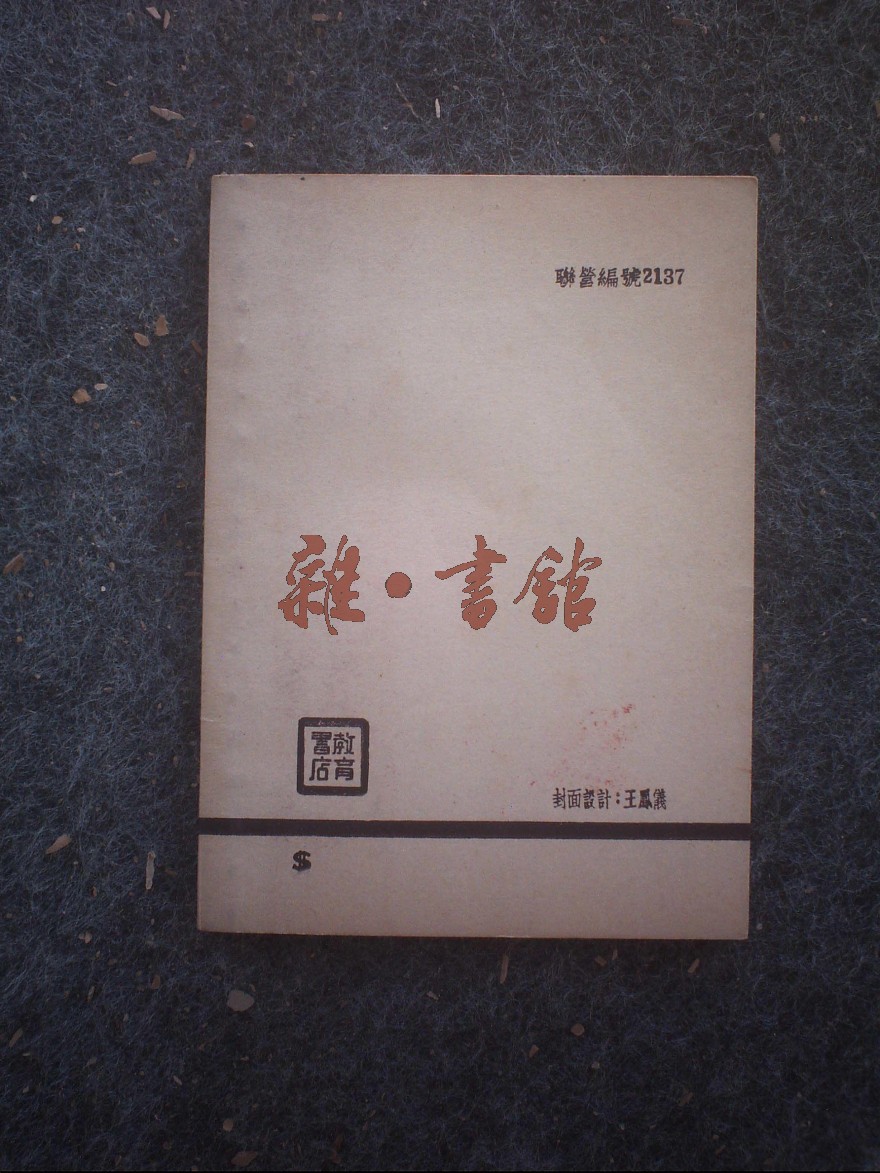 聯營編號2137
雜·書館
教育
書店
封面設計：王鳳儀
$